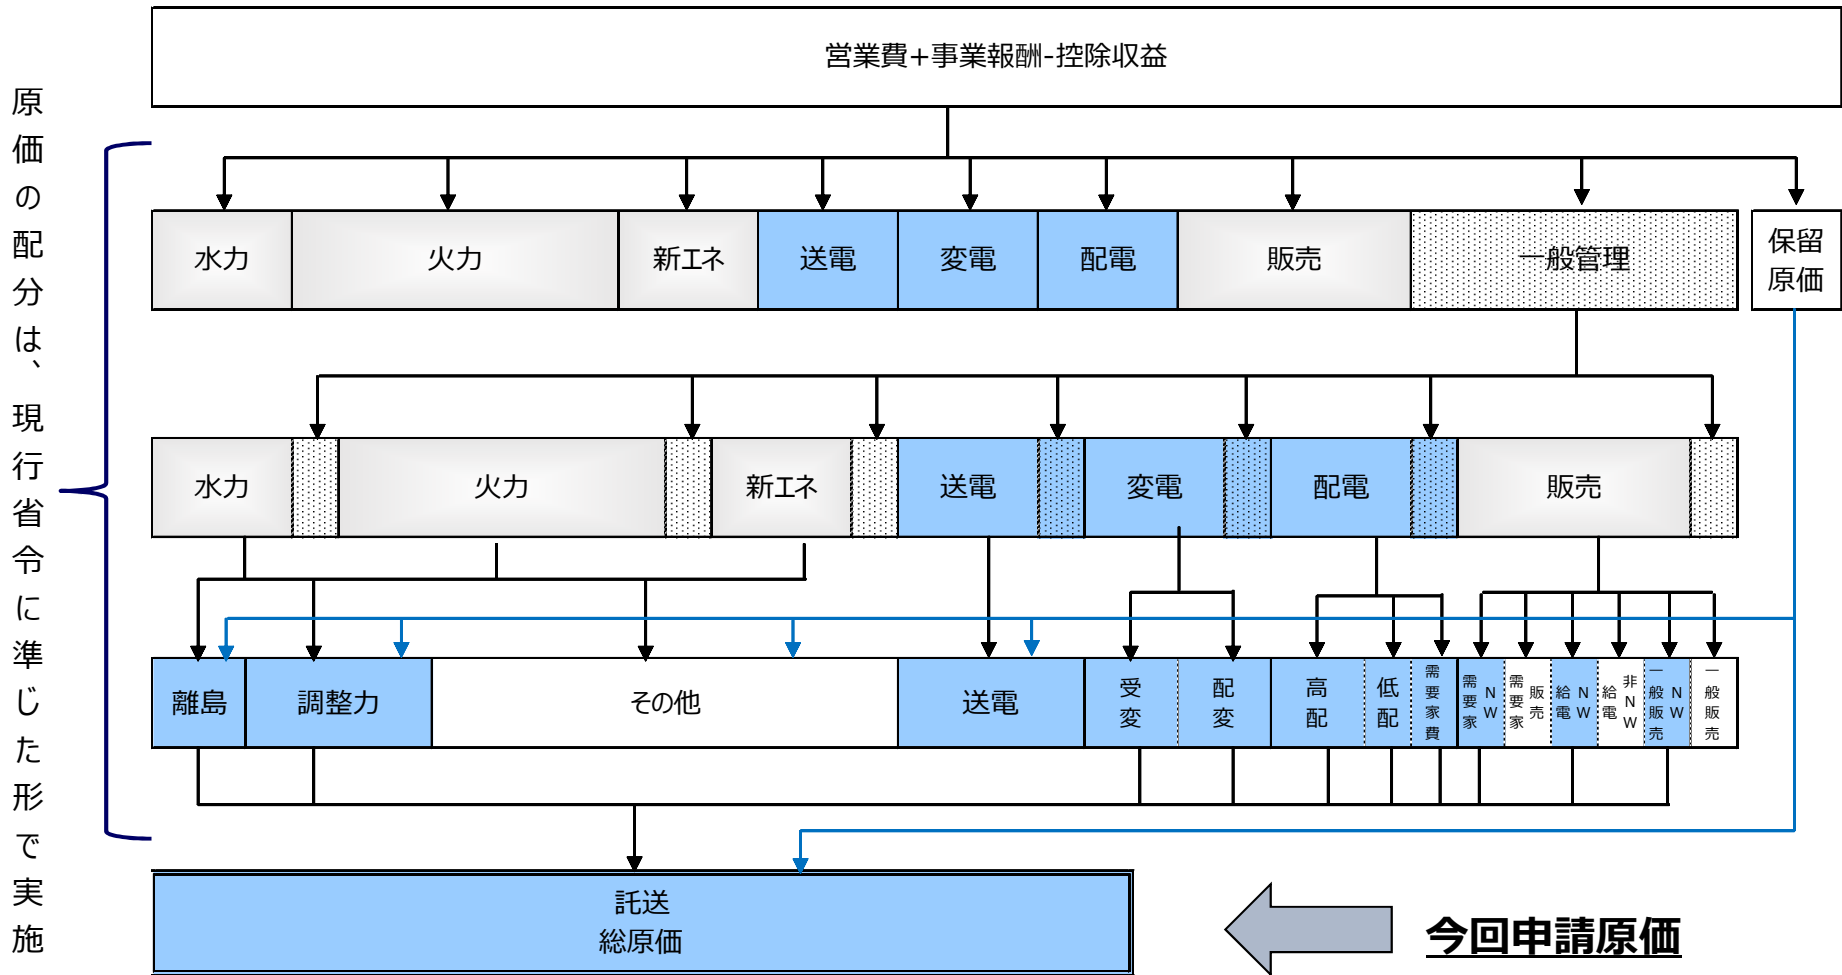 営業費+事業報酬-控除収益
原価の配分は、現行省令に準じた形で実施
水力
火力
新エネ
送電
変電
配電
販売
一般管理
保留
原価
水力
火力
新エネ
送電
変電
配電
販売
離島
調整力
その他
送電
受変
配変
高配
低配
需要家費
需要家
NW
需要家
販売
給電
NW
給電
非NW
一般販売
NW
一般販売
託送
総原価
今回申請原価